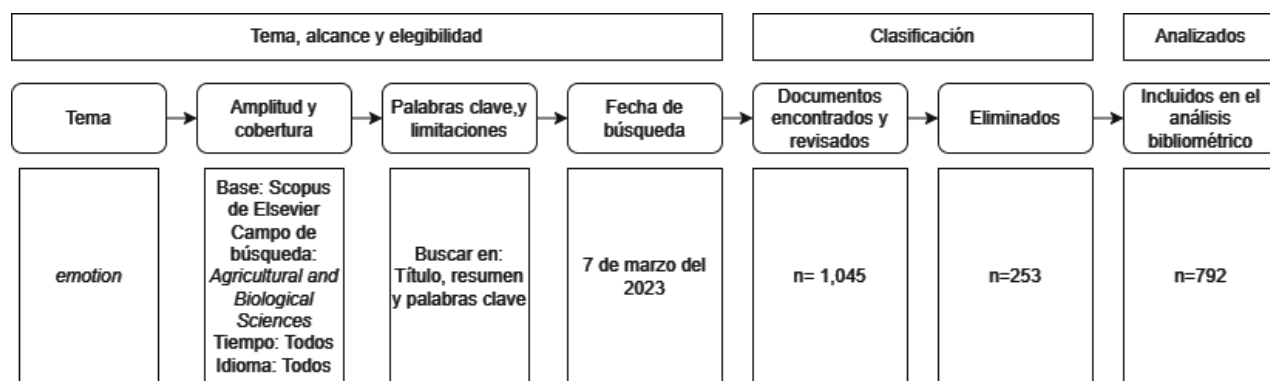 Tema, alcance y elegibilidad
Clasificación
Analizados
Tema
Amplitud y
cobertura
Palabras clave,y
limitaciones
Fecha de
búsqueda
Documentos
encontrados y
revisados
Eliminados
Incluidos en el
análisis
bibliométrico
emotion
Base: Scopus
de Elsevier
Campo de
búsqueda:
Agricultural and
Biological
Sciences
Tiempo: Todos
Idioma: Todos
Buscar en:
Título, resumen
y palabras clave
7 de marzo del
2023
n= 1,045
n=253
n=792